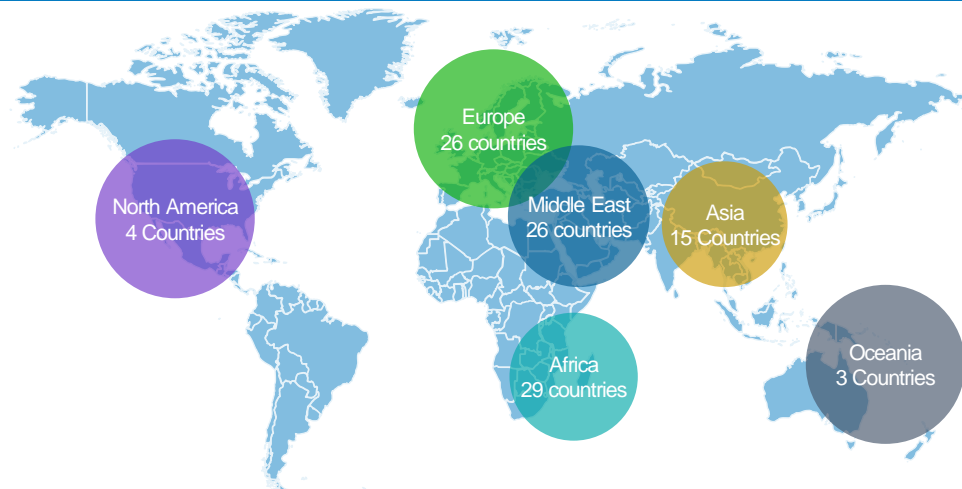 Europe
26 countries
North America
4 Countries
Middle East
26 countries
Asia
15 Countries
Africa
29 countries
Oceania
3 Countries